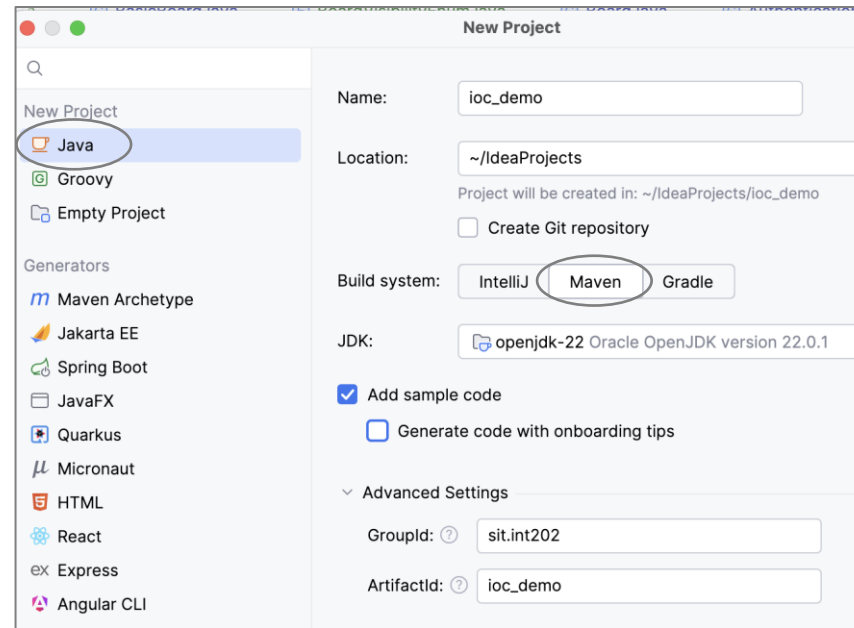 New Project
New Project
Java
Groovy
Empty Project
Generators
Maven Archetype
Jakarta EE
Spring Boot
JavaFX
Quarkus
Micronaut
HTML
React
ex Express
Angular CLI
Name: ioc_demo
Location: ~/IdeaProjects
Project will be created in: ~/IdeaProjects/ioc_demo
Create Git repository
Build system: IntelliJ Maven Gradle
JDK: openjdk-22 Oracle OpenJDK version 22.0.1
Add sample code
Generate code with onboarding tips
Advanced Settings
GroupId: ? sit.int202
ArtifactId: ? ioc_demo